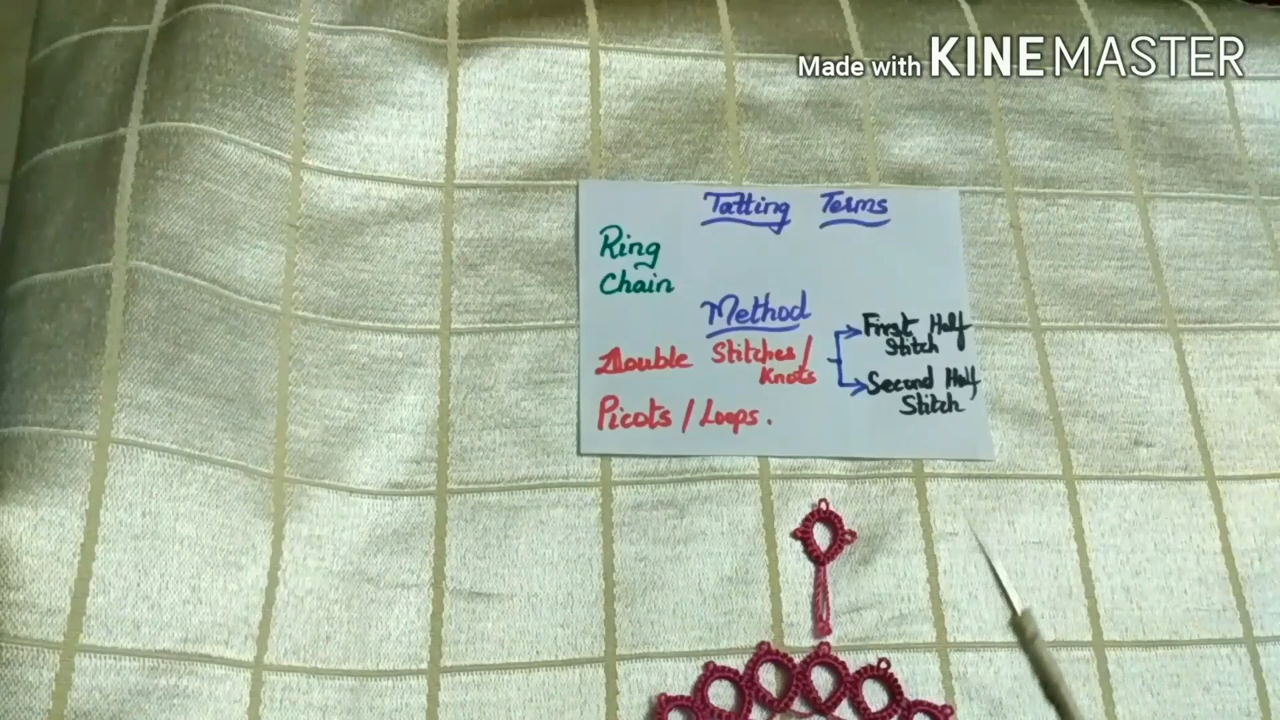 Made with KINEMASTER
Tatting Terms
Ring
Chain
Method
Double Stitches/
Knots
First Half
Stitch
Second Half
Stitch
Picots / Loops.